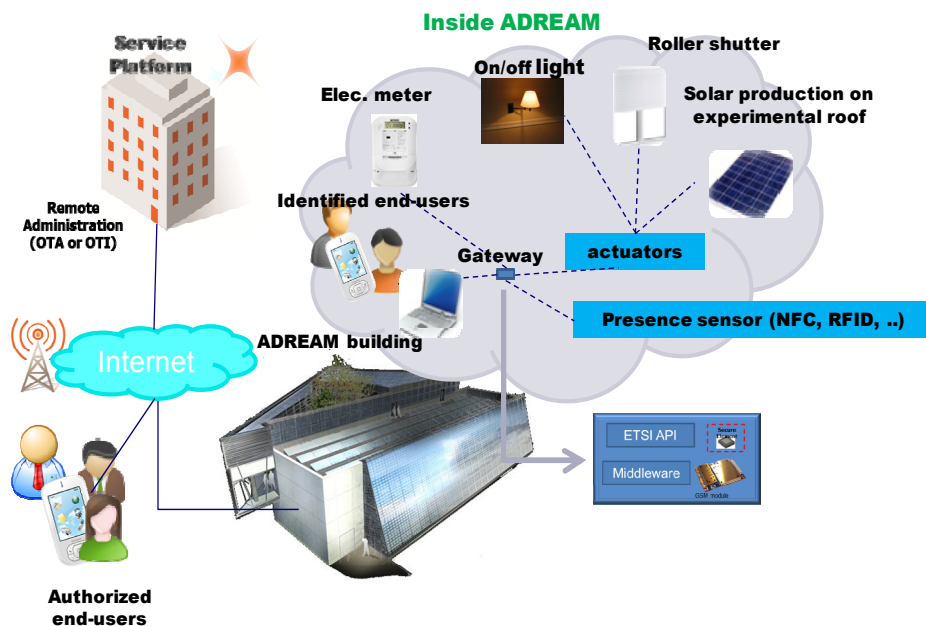 Inside ADREAM
Service
Platform
Roller shutter
On/off light
Elec. meter
Solar production on
experimental roof
Identified end-users
Remote
Administration
(OTA or OTI)
Gateway
actuators
Presence sensor (NFC, RFID, ..)
ADREAM building
Internet
ETSI API
Secure
Middleware
GSM module
Authorized
end-users